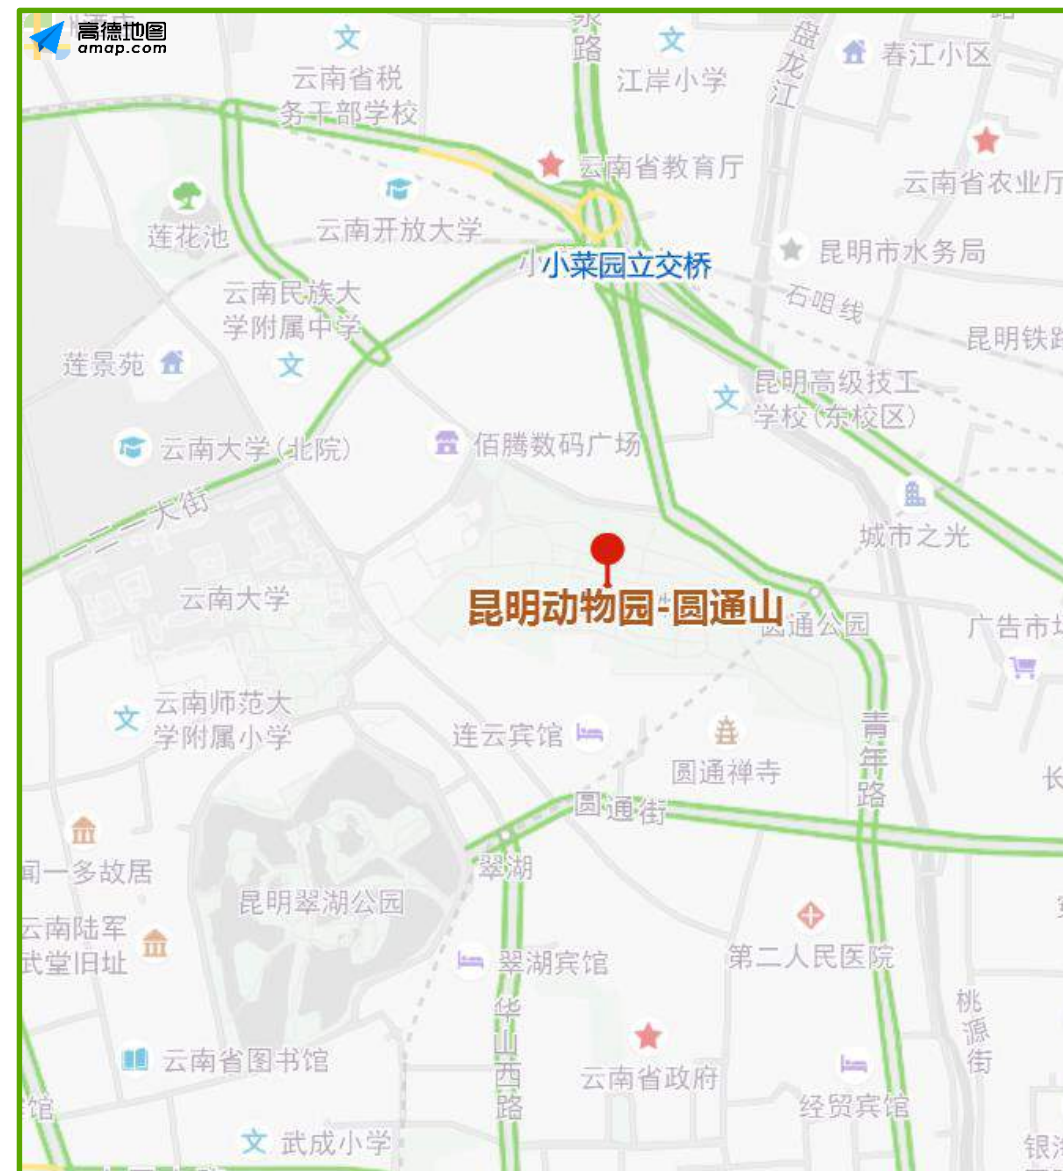 高德地图
amap.com
云南省税
务干部学校
江岸小学
盘龙江
春江小区
云南省教育厅
云南省农业厅
莲花池
云南开放大学
小菜园立交桥
昆明市水务局
云南民族大
学附属中学
石咀线
昆明铁路
莲景苑
昆明高级技工
学校(东校区)
云南大学(北院)
佰腾数码广场
一二一大街
城市之光
云南大学
昆明动物园-圆通山
圆通公园
广告市场
云南师范大
学附属小学
连云宾馆
青年路
圆通禅寺
圆通街
长
闻一多故居
翠湖
昆明翠湖公园
云南陆军
武堂旧址
翠湖宾馆
第二人民医院
华山西路
桃源街
云南省图书馆
云南省政府
经贸宾馆
馆
武成小学